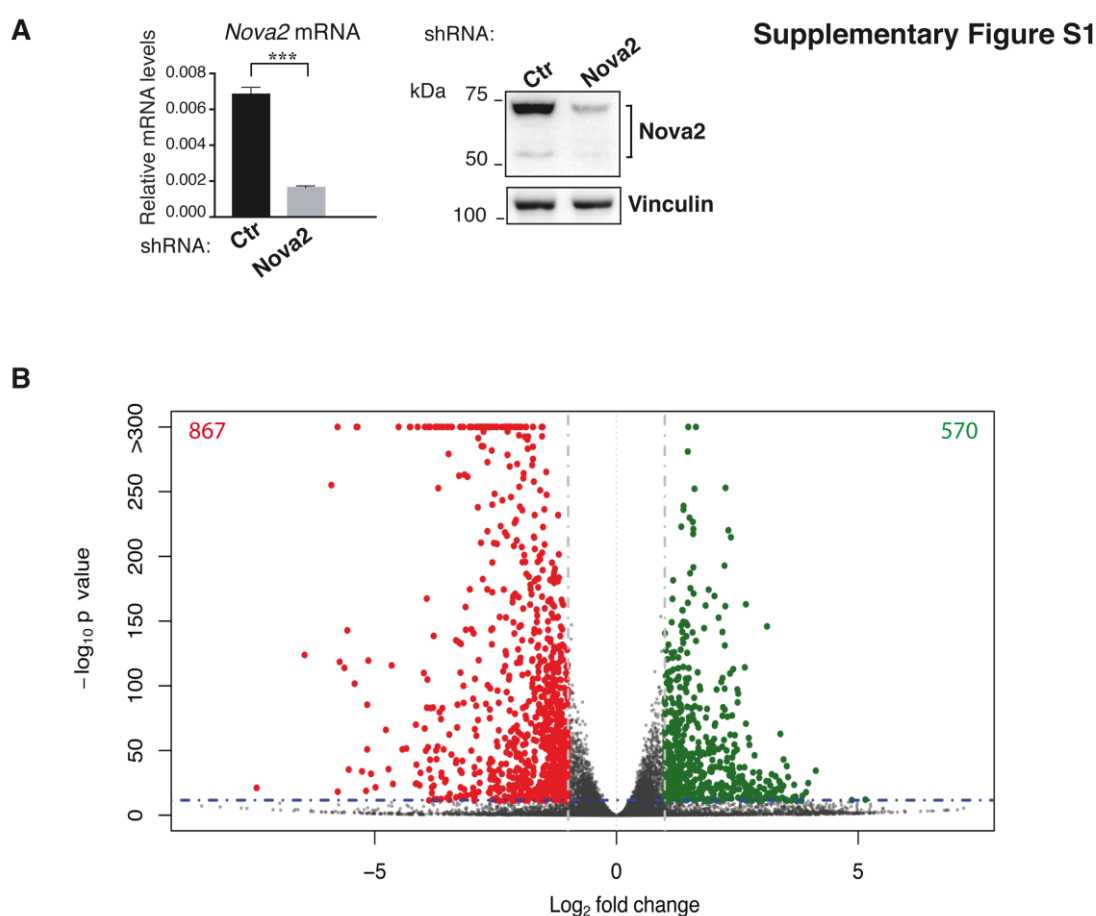 A
Supplementary Figure S1
Nova2 mRNA
***
Relative mRNA levels
0.008
0.006
0.004
0.002
0.000
shRNA:
Ctr
Nova2
shRNA:
Ctr
Nova2
kDa
75
50
100
Nova2
Vinculin
B
867
570
−log10 p value
>300
250
200
150
100
50
0
−5
0
5
Log2 fold change